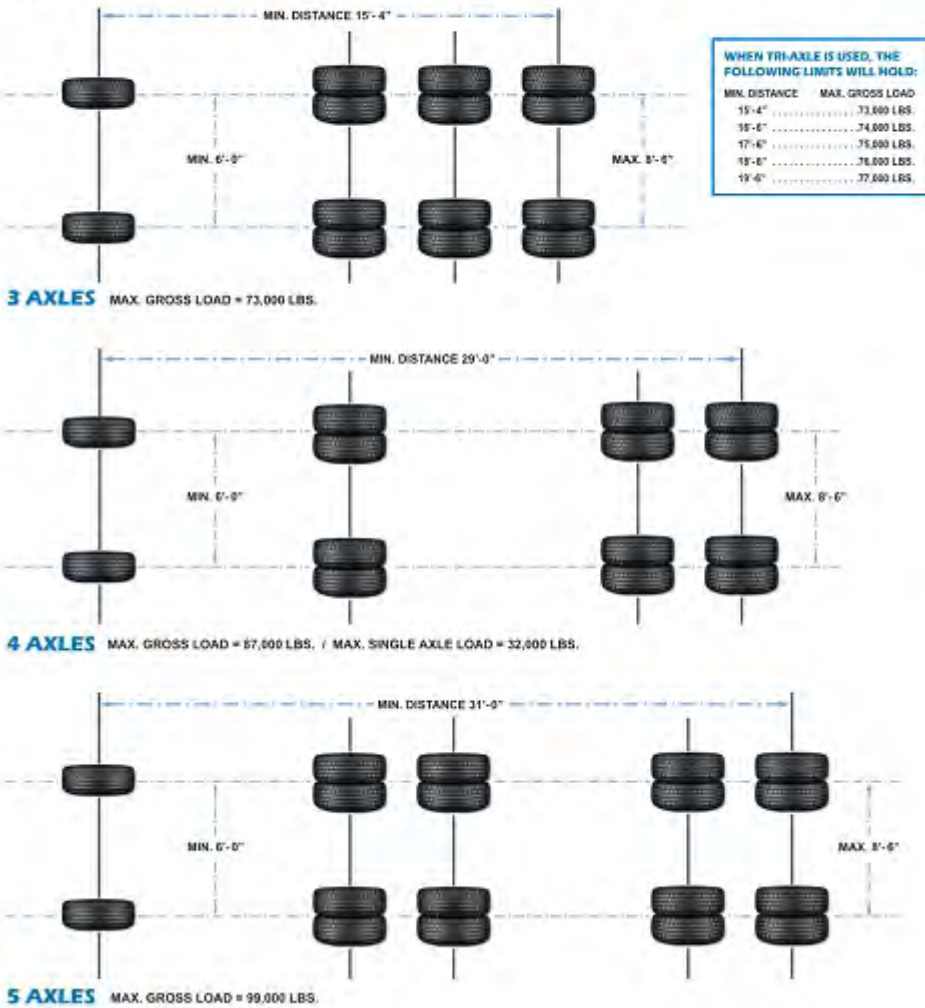 MIN. DISTANCE 15'-4"
WHEN TRI-AXLE IS USED, THE
FOLLOWING LIMITS WILL HOLD:
MIN. DISTANCE MAX. GROSS LOAD
15'-4" ................73,000 LBS.
16'-6" ................74,000 LBS.
17'-6" ................75,000 LBS.
18'-6" ................76,000 LBS.
19'-6" ................77,000 LBS.
MIN. 6'-0"
MAX. 8'-6"
3 AXLES MAX. GROSS LOAD = 73,000 LBS.
MIN. DISTANCE 29'-0"
MIN. 6'-0"
MAX. 8'-6"
4 AXLES MAX. GROSS LOAD = 87,000 LBS. / MAX. SINGLE AXLE LOAD = 32,000 LBS.
MIN. DISTANCE 31'-0"
MIN. 6'-0"
MAX. 8'-6"
5 AXLES MAX. GROSS LOAD = 99,000 LBS.